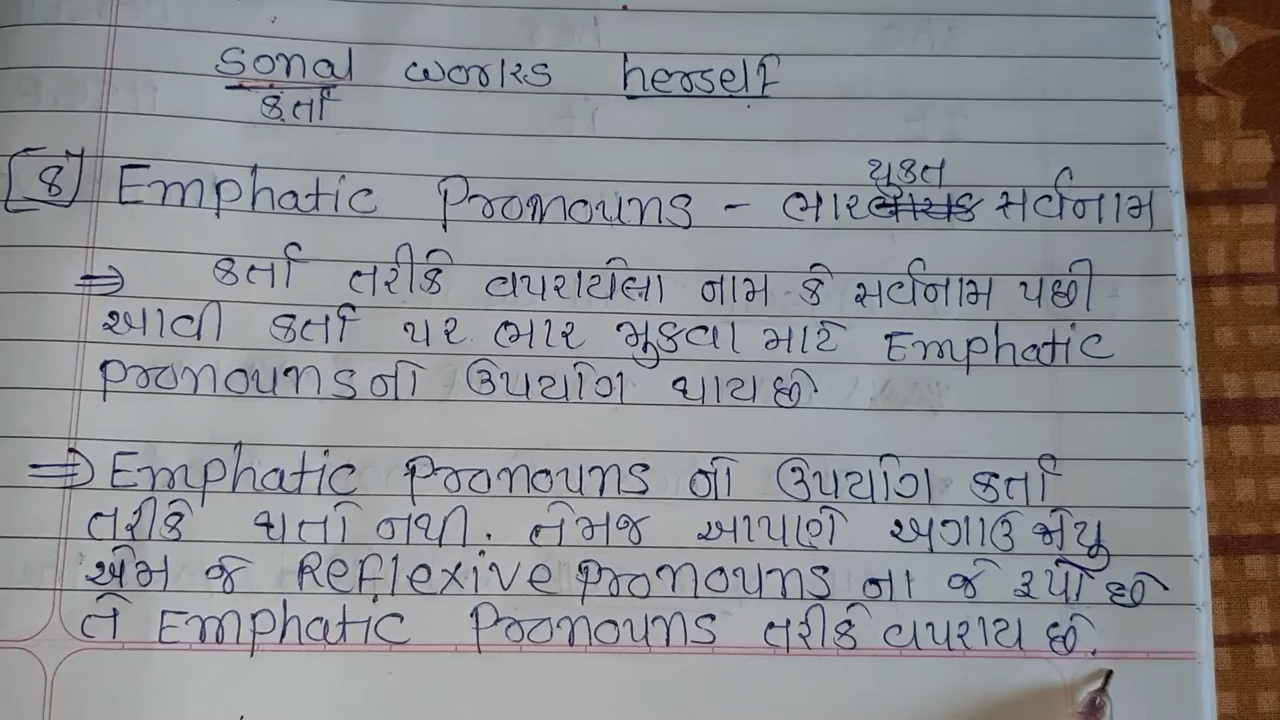 Sonal works herself
કર્તા
[8] Emphatic Pronouns - ભારયુક્ત સર્વનામ
⇒ કર્તા તરીકે વપરાયેલા નામ કે સર્વનામ પછી
આવી કર્તા પર ભાર મુકવા માટે Emphatic
Pronounsનો ઉપયોગ થાય છે
⇒ Emphatic Pronouns નો ઉપયોગ કર્તા
તરીકે થતો નથી. તેમજ આપણે અગાઉ જોયુ
એમ જ Reflexive Pronouns ના જે રૂપો છે
તે Emphatic Pronouns તરીકે વપરાય છે.